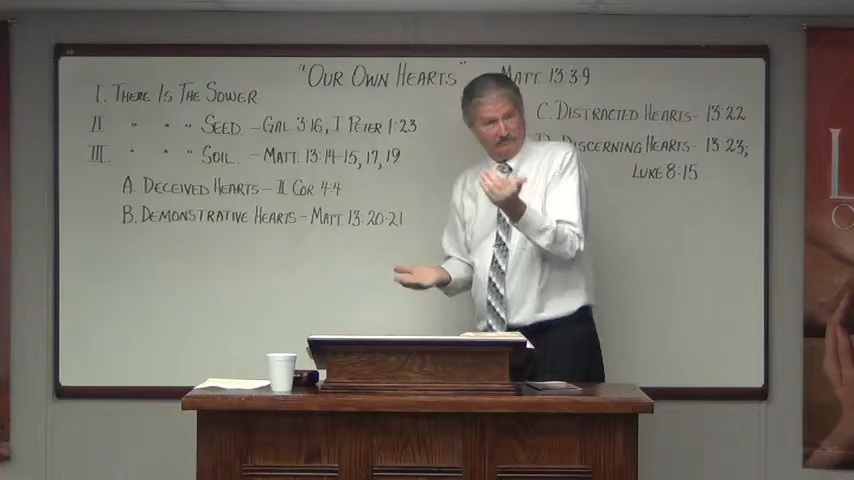 "OUR OWN HEARTS" MATT. 13:3-9
I. THERE IS THE SOWER
II " " " SEED - GAL 3:16, I PETER 1:23
III. " " " SOIL - MATT. 13:14-15, 17, 19
A. DECEIVED HEARTS - II COR 4:4
B. DEMONSTRATIVE HEARTS - MATT. 13:20-21
C. DISTRACTED HEARTS - 13:22
D. DISCERNING HEARTS - 13:23;
LUKE 8:15
L
O